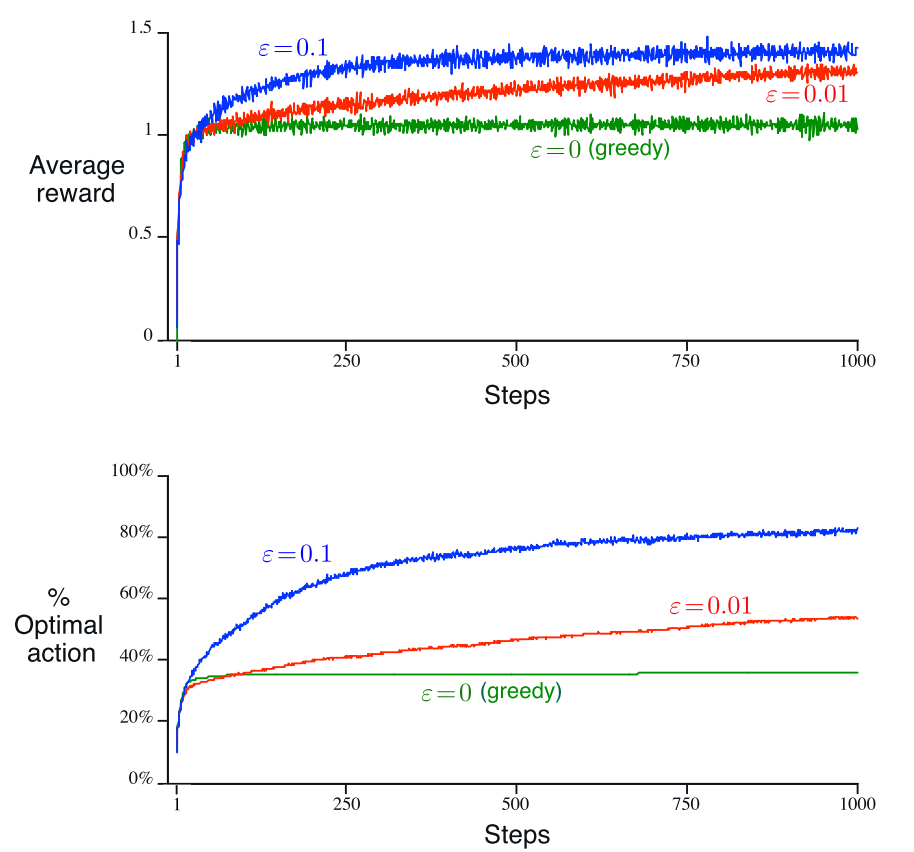 1.5
ε=0.1
ε=0.01
1
ε=0 (greedy)
Average
reward
0.5
0
1
250
500
750
1000
Steps
100%
80%
ε=0.1
%
Optimal
action
60%
ε=0.01
40%
ε=0 (greedy)
20%
0%
1
250
500
750
1000
Steps